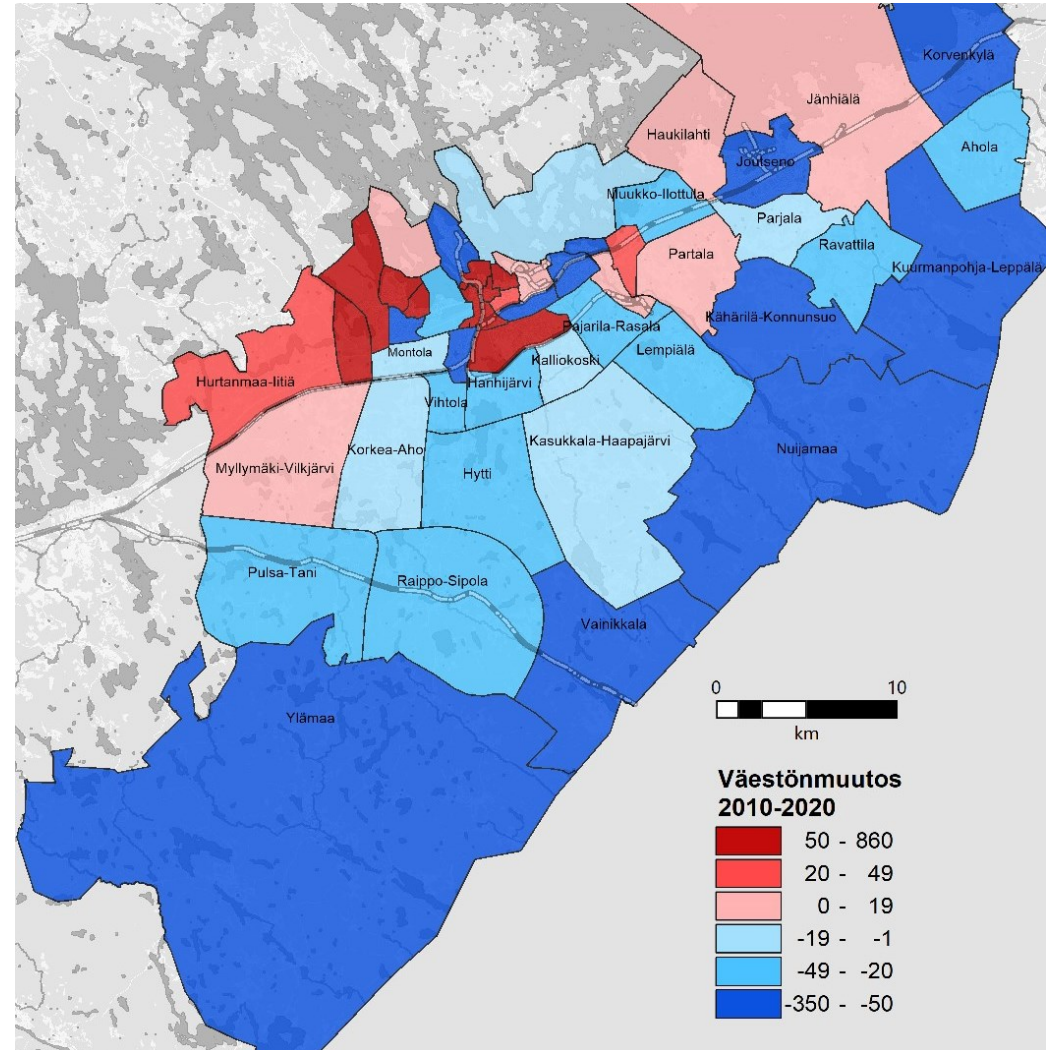 Korvenkylä
Jänhiälä
Haukilahti
Ahola
Joutseno
Muukko-Ilottula
Parjala
Ravattila
Partala
Kuurmanpohja-Leppälä
Kähärilä-Konnunsuo
Pajarila-Rasala
Lempiälä
Montola
Kalliokoski
Hanhijärvi
Hurtanmaa-Iitiä
Vihtola
Kasukkala-Haapajärvi
Korkea-Aho
Nuijamaa
Myllymäki-Vilkjärvi
Hytti
Pulsa-Tani
Raippo-Sipola
Vainikkala
Ylämaa
0 10
km
Väestönmuutos
2010-2020
50 - 860
20 - 49
0 - 19
-19 - -1
-49 - -20
-350 - -50